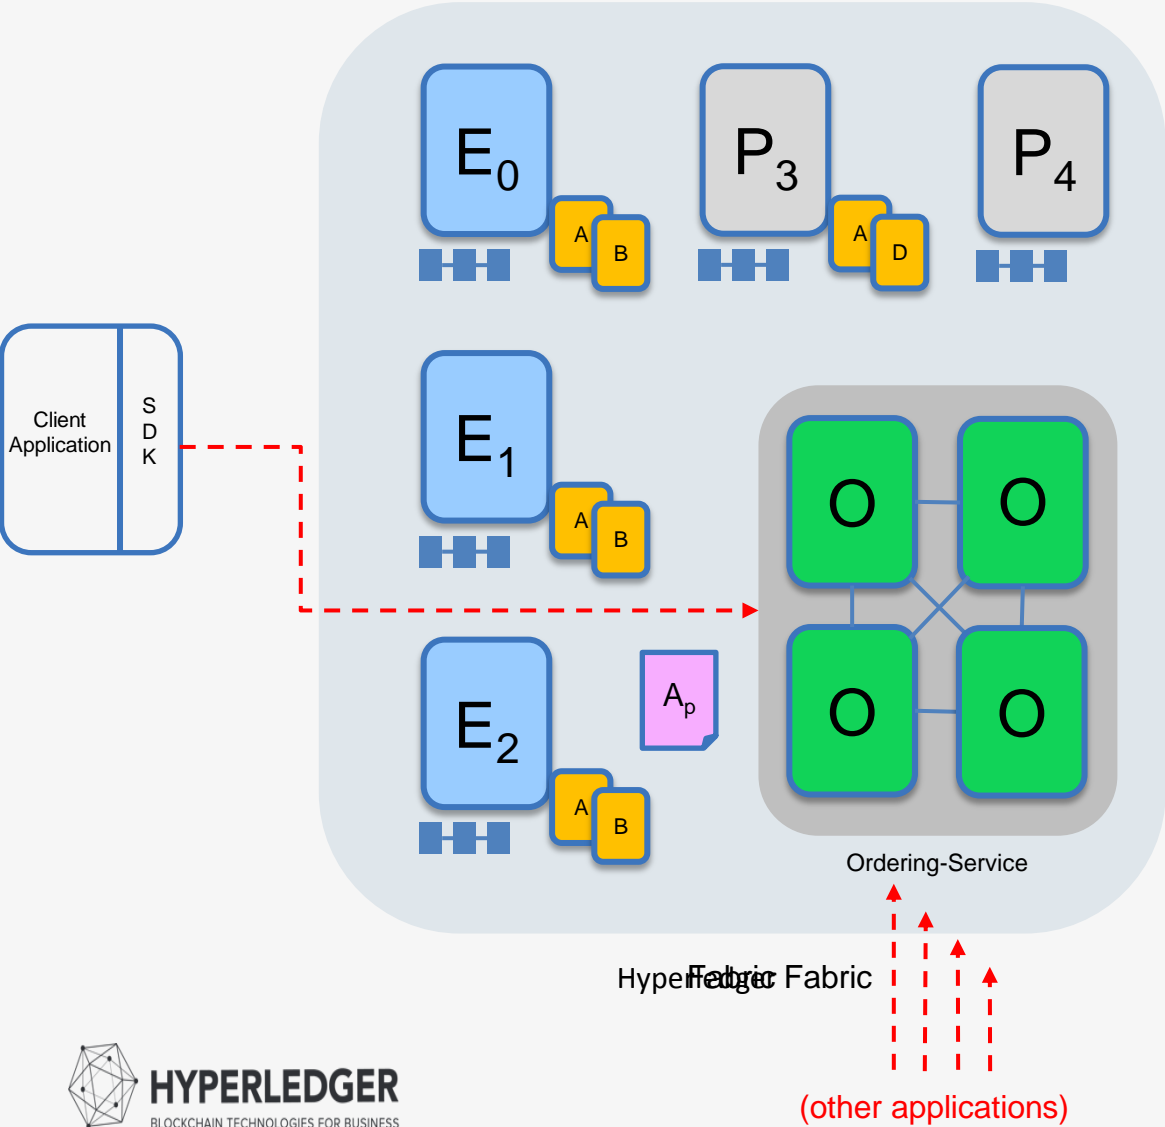 E0
P3
P4
A
B
A
D
Client
Application
S
D
K
E1
A
B
O
O
E2
A
B
Ap
O
O
Ordering-Service
Hyperledger Fabric
Fabric
HYPERLEDGER
BLOCKCHAIN TECHNOLOGIES FOR BUSINESS
(other applications)